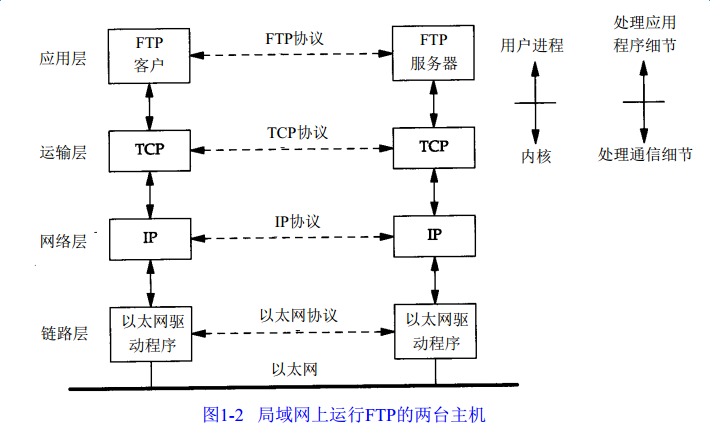 应用层
FTP
客户
FTP协议
FTP
服务器
用户进程
处理应用
程序细节
运输层
TCP
TCP协议
TCP
内核
处理通信细节
网络层
IP
IP协议
IP
链路层
以太网驱
动程序
以太网协议
以太网驱
动程序
以太网
图1-2 局域网上运行FTP的两台主机